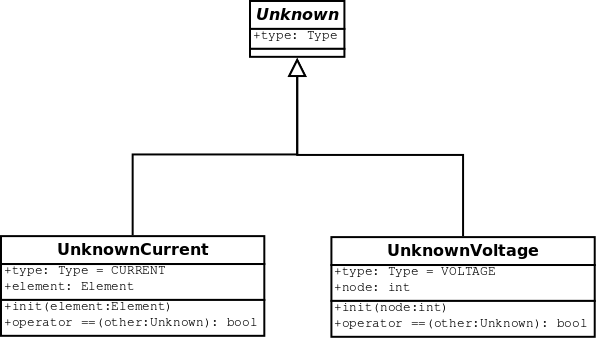 Unknown
+type: Type
UnknownCurrent
+type: Type = CURRENT
+element: Element
+init(element:Element)
+operator ==(other:Unknown): bool
UnknownVoltage
+type: Type = VOLTAGE
+node: int
+init(node:int)
+operator ==(other:Unknown): bool